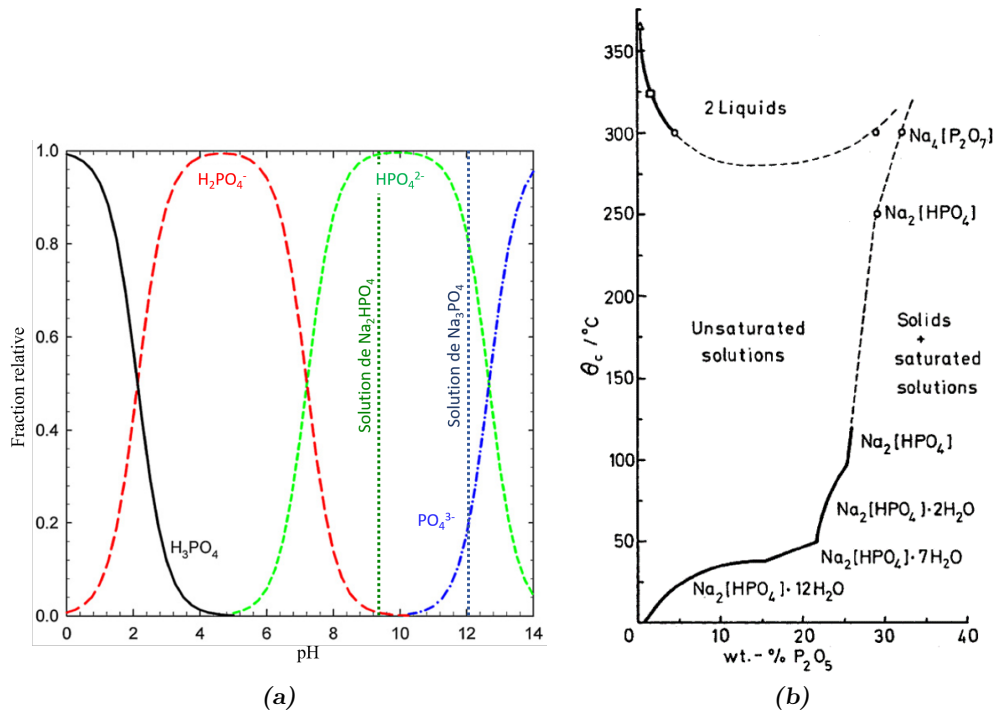 1.0
0.8
0.6
0.4
0.2
0.0
Fraction relative
H₂PO₄⁻
HPO₄²⁻
Solution de Na₂HPO₄
Solution de Na₃PO₄
PO₄³⁻
H₃PO₄
0 2 4 6 8 10 12 14
pH
(a)
350
300
250
200
150
100
50
0
θc / °C
2 Liquids
Na₄[P₂O₇]
Na₂[HPO₄]
Unsaturated
solutions
Solids
+
saturated
solutions
Na₂[HPO₄]
Na₂[HPO₄]·2H₂O
Na₂[HPO₄]·7H₂O
Na₂[HPO₄]·12H₂O
0 10 20 30 40
wt.-% P₂O₅
(b)